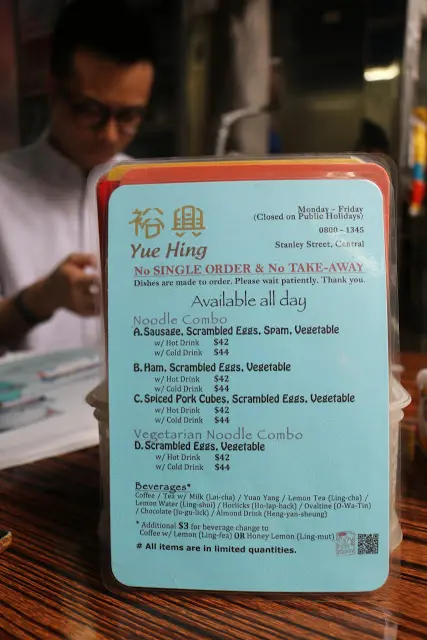 裕興
Yue Hing
Monday - Friday
(Closed on Public Holidays)
0800 - 1345
Stanley Street, Central
No SINGLE ORDER & No TAKE-AWAY
Dishes are made to order. Please wait patiently. Thank you.
Available all day
Noodle Combo
A. Sausage, Scrambled Eggs, Spam, Vegetable
w/ Hot Drink $42
w/ Cold Drink $44
B. Ham, Scrambled Eggs, Vegetable
w/ Hot Drink $42
w/ Cold Drink $44
C. Spiced Pork Cubes, Scrambled Eggs, Vegetable
w/ Hot Drink $42
w/ Cold Drink $44
Vegetarian Noodle Combo
D. Scrambled Eggs, Vegetable
w/ Hot Drink $42
w/ Cold Drink $44
Beverages*
Coffee / Tea w/ Milk (Lai-cha) / Yuan Yang / Lemon Tea (Ling-cha) /
Lemon Water (Ling-shui) / Horlicks (Ho-lap-hack) / Ovaltine (O-Wa-Tin)
/ Chocolate (Ju-gu-lick) / Almond Drink (Heng-yan-sheung)
* Additional $3 for beverage change to
Coffee w/ Lemon (Ling-fea) OR Honey Lemon (Ling-mut)
# All items are in limited quantities.